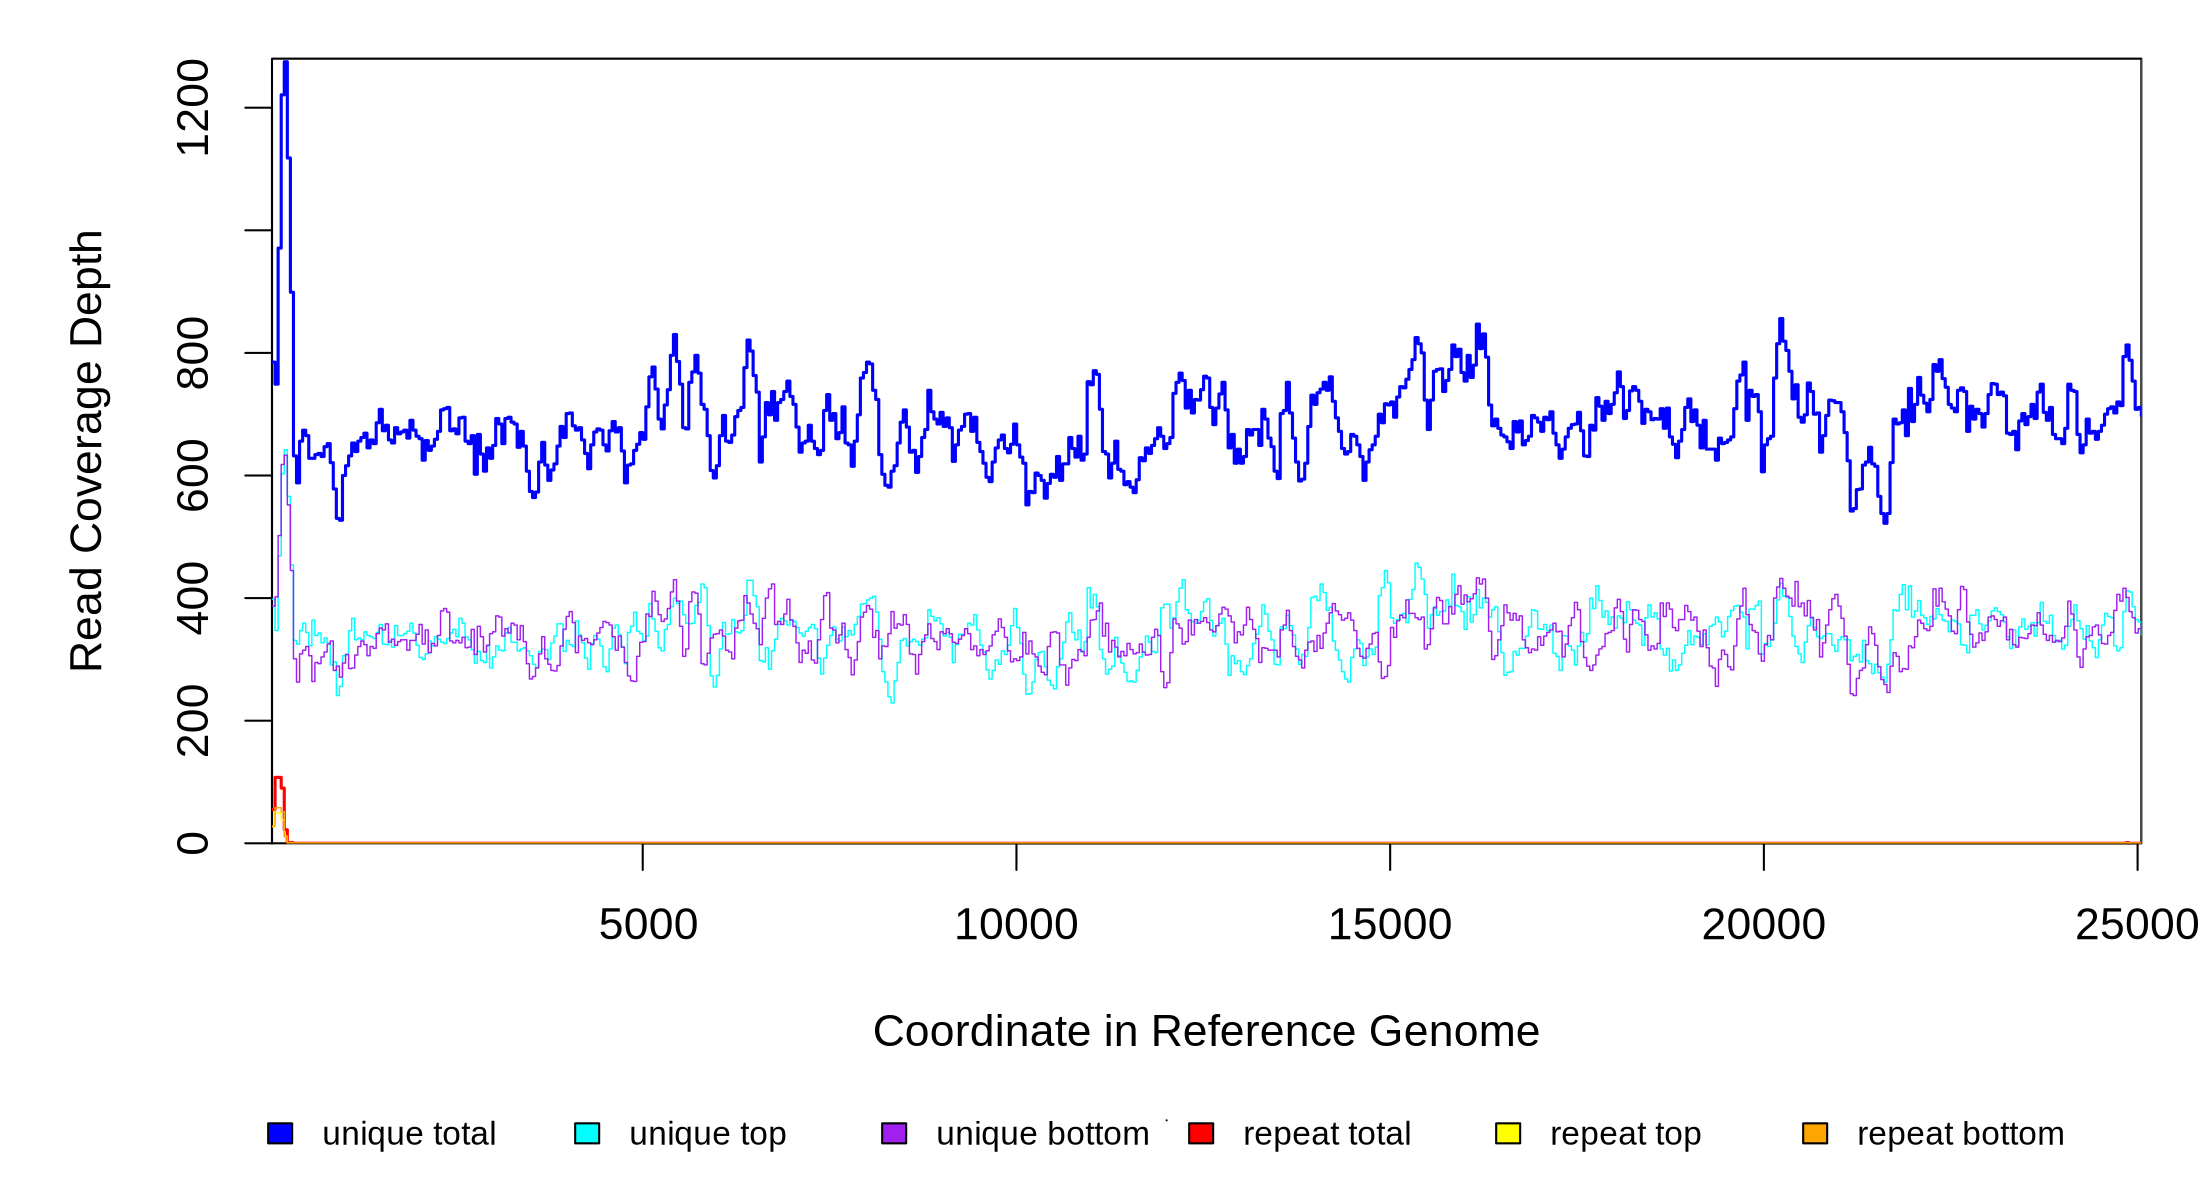 Read Coverage Depth
1200
800
600
400
200
0
5000 10000 15000 20000 25000
Coordinate in Reference Genome
unique total unique top unique bottom repeat total repeat top repeat bottom